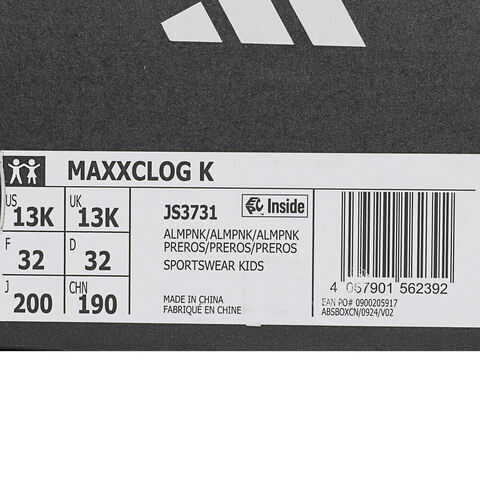 MAXXCLOG K
US 13K UK 13K
F 32 D 32
J 200 CHN 190
JS3731 Inside
ALMPNK/ALMPNK/ALMPNK
PREROS/PREROS/PREROS
SPORTSWEAR KIDS
MADE IN CHINA
FABRIQUÉ EN CHINE
4 067901 562392
EAN PO# 0900205917
ABSBOXCN/0924/V02